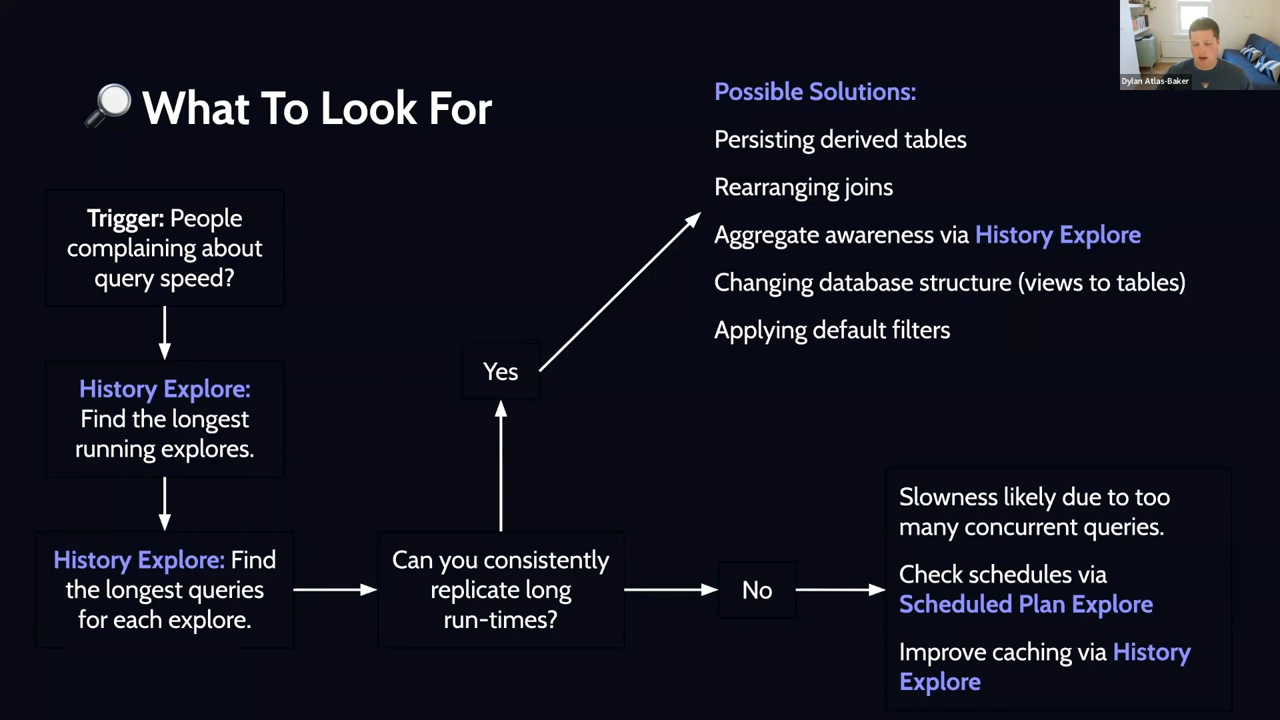 What To Look For
Dylan Atlas-Baker
Possible Solutions:
Persisting derived tables
Rearranging joins
Aggregate awareness via History Explore
Changing database structure (views to tables)
Applying default filters
Trigger: People
complaining about
query speed?
History Explore:
Find the longest
running explores.
History Explore: Find
the longest queries
for each explore.
Can you consistently
replicate long
run-times?
Yes
No
Slowness likely due to too
many concurrent queries.
Check schedules via
Scheduled Plan Explore
Improve caching via History
Explore